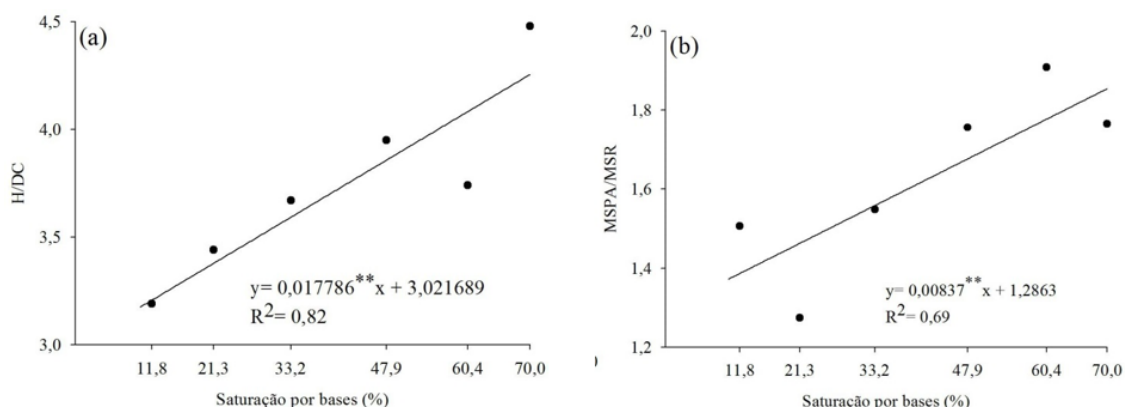 (a)
4,5
4,0
3,5
3,0
H/DC
y= 0,017786**x + 3,021689
R2= 0,82
11,8 21,3 33,2 47,9 60,4 70,0
Saturação por bases (%)
(b)
2,0
1,8
1,6
1,4
1,2
MSPA/MSR
y= 0,00837**x + 1,2863
R2= 0,69
11,8 21,3 33,2 47,9 60,4 70,0
Saturação por bases (%)